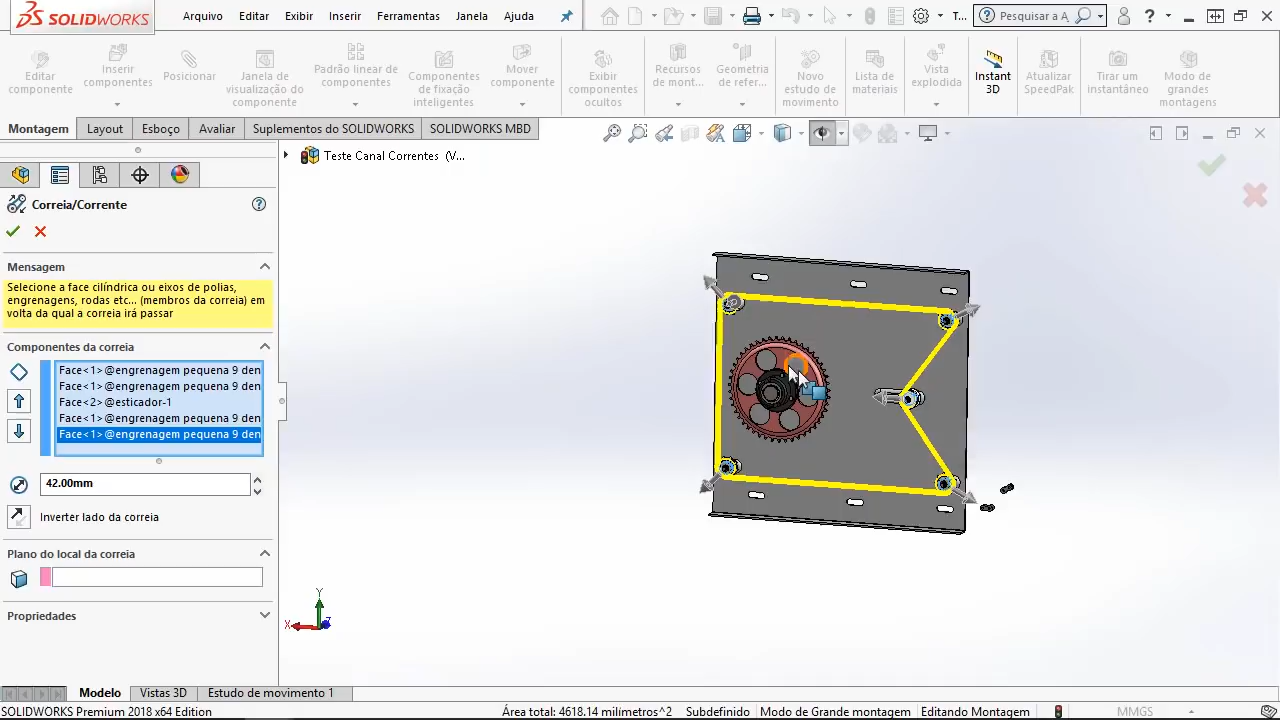 SOLIDWORKS
Arquivo Editar Exibir Inserir Ferramentas Janela Ajuda T... Pesquisar a A ?
Editar componente
Inserir componentes
Posicionar
Janela de visualização do componente
Padrão linear de componentes
Componentes de fixação inteligentes
Mover componente
Exibir componentes ocultos
Recursos de mont...
Geometria de refer...
Novo estudo de movimento
Lista de materiais
Vista explodida
Instant 3D
Atualizar SpeedPak
Tirar um instantâneo
Modo de grandes montagens
Montagem Layout Esboço Avaliar Suplementos do SOLIDWORKS SOLIDWORKS MBD
Teste Canal Correntes (V...
Correia/Corrente
Mensagem
Selecione a face cilíndrica ou eixos de polias,
engrenagens, rodas etc... (membros da correia) em
volta da qual a correia irá passar
Componentes da correia
Face<1>@engrenagem pequena 9 den
Face<1>@engrenagem pequena 9 den
Face<2>@esticador-1
Face<1>@engrenagem pequena 9 den
Face<1>@engrenagem pequena 9 den
42.00mm
Inverter lado da correia
Plano do local da correia
Propriedades
Y
X
Z
Modelo Vistas 3D Estudo de movimento 1
SOLIDWORKS Premium 2018 x64 Edition Área total: 4618.14 milímetros^2 Subdefinido Modo de Grande montagem Editando Montagem MMGS